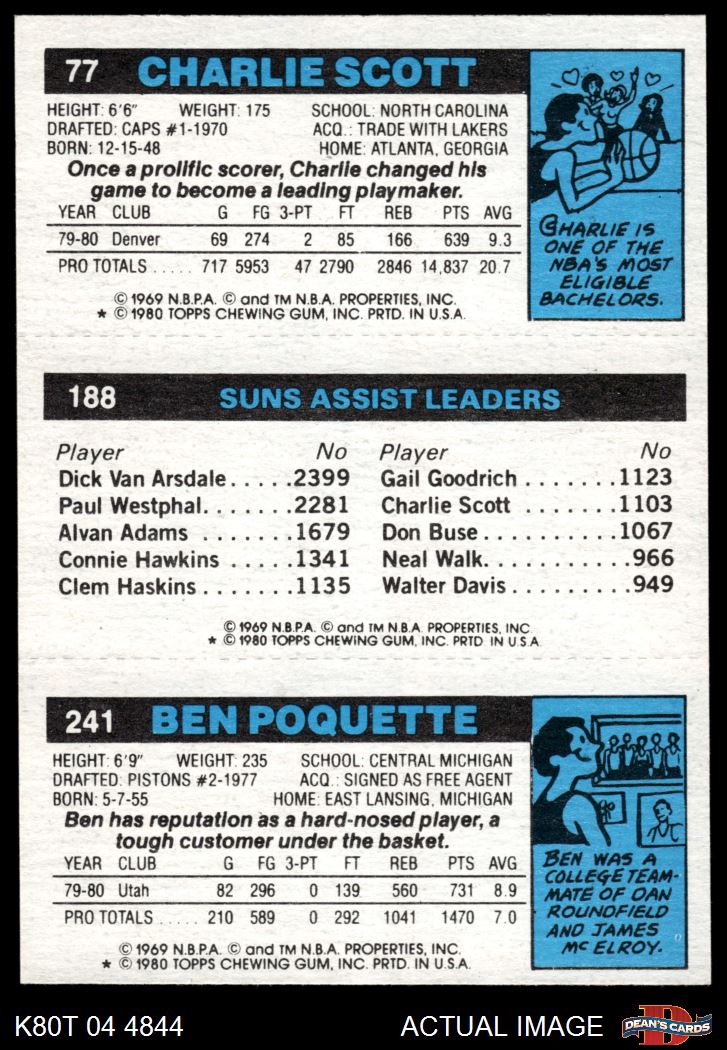 77 CHARLIE SCOTT
HEIGHT: 6'6" WEIGHT: 175 SCHOOL: NORTH CAROLINA
DRAFTED: CAPS #1-1970 ACQ.: TRADE WITH LAKERS
BORN: 12-15-48 HOME: ATLANTA, GEORGIA
Once a prolific scorer, Charlie changed his
game to become a leading playmaker.
YEAR CLUB G FG 3-PT FT REB PTS AVG
79-80 Denver 69 274 2 85 166 639 9.3
PRO TOTALS ..... 717 5953 47 2790 2846 14,837 20.7
© 1969 N.B.P.A. © and TM N.B.A. PROPERTIES, INC.
* © 1980 TOPPS CHEWING GUM, INC. PRTD. IN U.S.A.
CHARLIE IS
ONE OF THE
NBA'S MOST
ELIGIBLE
BACHELORS.
188 SUNS ASSIST LEADERS
Player No Player No
Dick Van Arsdale.....2399 Gail Goodrich.......1123
Paul Westphal.......2281 Charlie Scott ........1103
Alvan Adams ........1679 Don Buse..........1067
Connie Hawkins .....1341 Neal Walk...........966
Clem Haskins.......1135 Walter Davis.........949
© 1969 N.B.P.A. © and TM N.B.A. PROPERTIES, INC
* © 1980 TOPPS CHEWING GUM, INC. PRTD IN U.S.A
241 BEN POQUETTE
HEIGHT: 6'9" WEIGHT: 235 SCHOOL: CENTRAL MICHIGAN
DRAFTED: PISTONS #2-1977 ACQ.: SIGNED AS FREE AGENT
BORN: 5-7-55 HOME: EAST LANSING, MICHIGAN
Ben has reputation as a hard-nosed player, a
tough customer under the basket.
YEAR CLUB G FG 3-PT FT REB PTS AVG
79-80 Utah 82 296 0 139 560 731 8.9
PRO TOTALS ..... 210 589 0 292 1041 1470 7.0
© 1969 N.B.P.A. © and TM N.B.A. PROPERTIES, INC.
* © 1980 TOPPS CHEWING GUM, INC. PRTD. IN U.S.A.
BEN WAS A
COLLEGE TEAM-
MATE OF DAN
ROUNDFIELD
AND JAMES
McELROY.
K80T 04 4844 ACTUAL IMAGE D DEAN'S CARDS